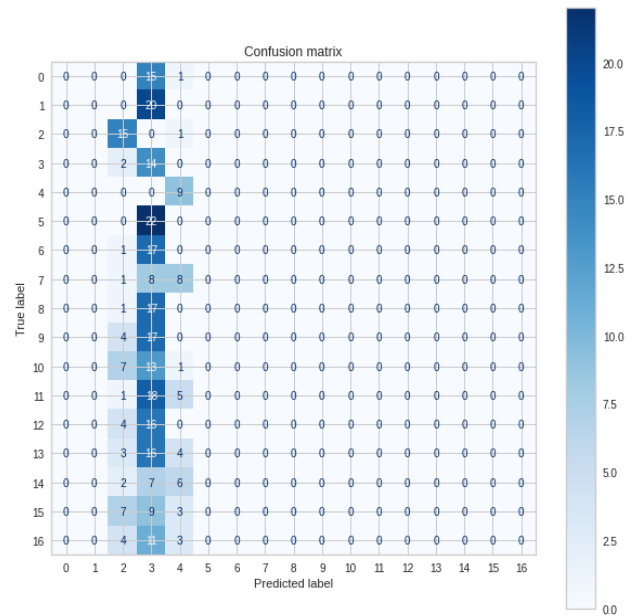 Confusion matrix
0 0 0 0 15 1 0 0 0 0 0 0 0 0 0 0 0 0
1 0 0 0 20 0 0 0 0 0 0 0 0 0 0 0 0 0
2 0 0 15 0 1 0 0 0 0 0 0 0 0 0 0 0 0
3 0 0 2 14 0 0 0 0 0 0 0 0 0 0 0 0 0
4 0 0 0 0 9 0 0 0 0 0 0 0 0 0 0 0 0
5 0 0 0 22 0 0 0 0 0 0 0 0 0 0 0 0 0
6 0 0 1 17 0 0 0 0 0 0 0 0 0 0 0 0 0
7 0 0 1 8 8 0 0 0 0 0 0 0 0 0 0 0 0
8 0 0 1 17 0 0 0 0 0 0 0 0 0 0 0 0 0
9 0 0 4 17 0 0 0 0 0 0 0 0 0 0 0 0 0
10 0 0 7 13 1 0 0 0 0 0 0 0 0 0 0 0 0
11 0 0 1 18 5 0 0 0 0 0 0 0 0 0 0 0 0
12 0 0 4 16 0 0 0 0 0 0 0 0 0 0 0 0 0
13 0 0 3 16 4 0 0 0 0 0 0 0 0 0 0 0 0
14 0 0 2 7 6 0 0 0 0 0 0 0 0 0 0 0 0
15 0 0 7 9 3 0 0 0 0 0 0 0 0 0 0 0 0
16 0 0 4 11 3 0 0 0 0 0 0 0 0 0 0 0 0
0 1 2 3 4 5 6 7 8 9 10 11 12 13 14 15 16
Predicted label
True label
20.0
17.5
15.0
12.5
10.0
7.5
5.0
2.5
0.0